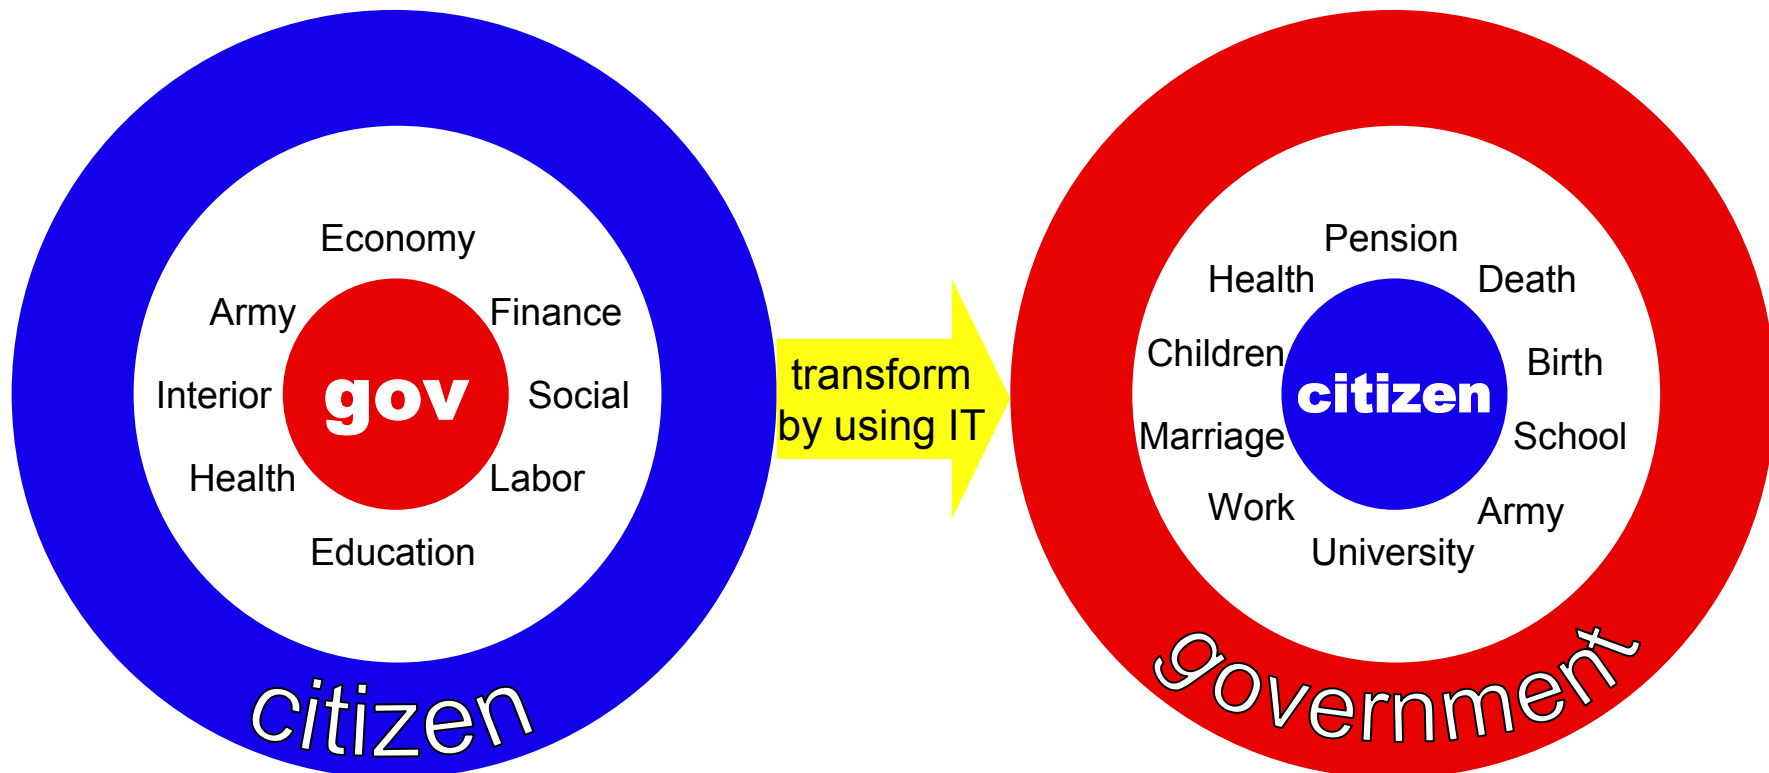 Economy
Army
Finance
Interior
gov
Social
Health
Labor
Education
citizen
transform
by using IT
Pension
Health
Death
Children
Birth
citizen
Marriage
School
Work
Army
University
government